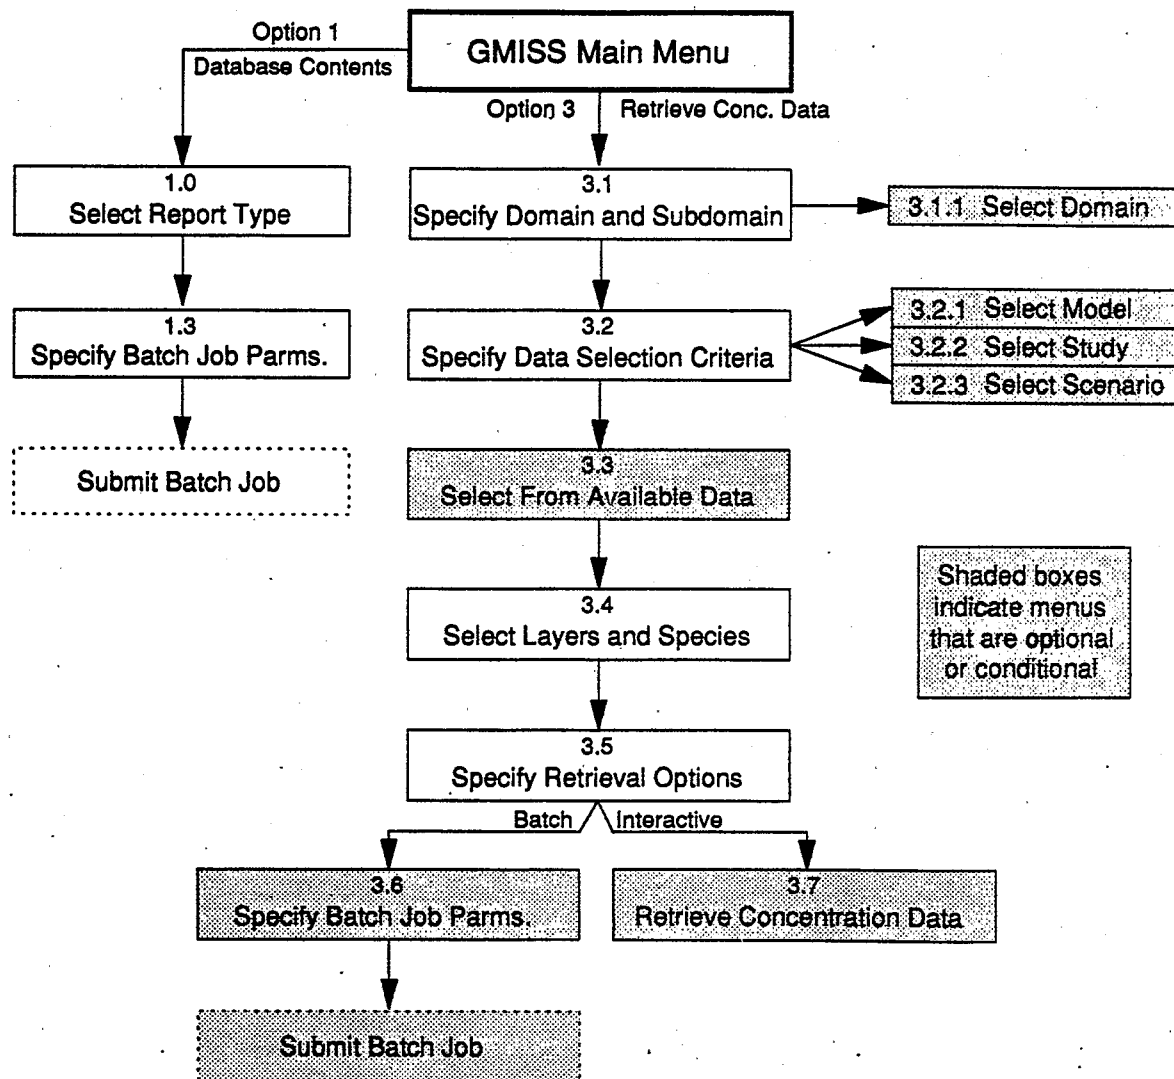 GMISS Main Menu
Option 1
Database Contents
Option 3
Retrieve Conc. Data
1.0
Select Report Type
3.1
Specify Domain and Subdomain
3.1.1 Select Domain
1.3
Specify Batch Job Parms.
3.2
Specify Data Selection Criteria
3.2.1 Select Model
3.2.2 Select Study
3.2.3 Select Scenario
Submit Batch Job
3.3
Select From Available Data
3.4
Select Layers and Species
Shaded boxes
indicate menus
that are optional
or conditional
3.5
Specify Retrieval Options
Batch
Interactive
3.6
Specify Batch Job Parms.
3.7
Retrieve Concentration Data
Submit Batch Job